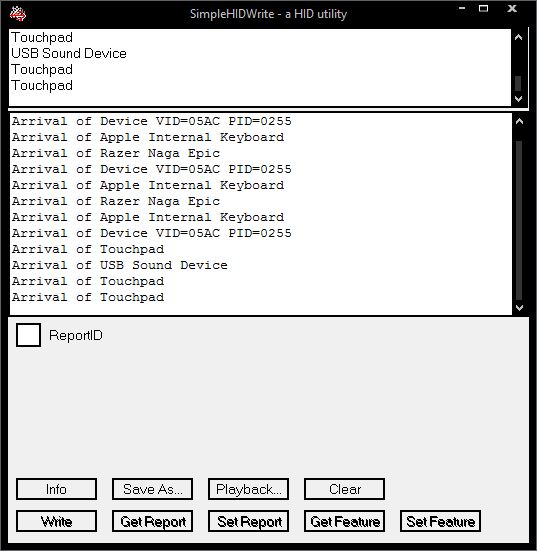 SimpleHIDWrite - a HID utility
Touchpad
USB Sound Device
Touchpad
Touchpad
Arrival of Device VID=05AC PID=0255
Arrival of Apple Internal Keyboard
Arrival of Razer Naga Epic
Arrival of Device VID=05AC PID=0255
Arrival of Apple Internal Keyboard
Arrival of Razer Naga Epic
Arrival of Apple Internal Keyboard
Arrival of Device VID=05AC PID=0255
Arrival of Touchpad
Arrival of USB Sound Device
Arrival of Touchpad
Arrival of Touchpad
ReportID
Info Save As... Playback... Clear
Write Get Report Set Report Get Feature Set Feature